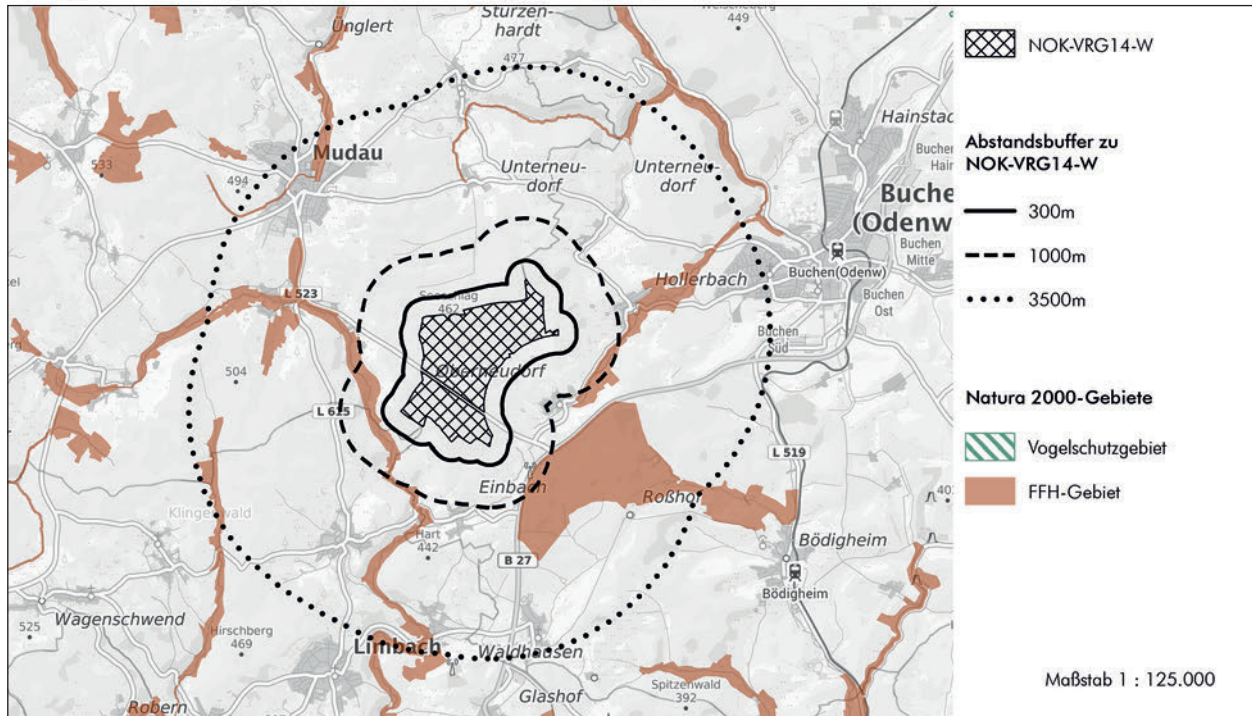 Ünglert
Sturzen-
hardt
449
477
533
Mudau
494
Unterneu-
dorf
Unterneu-
dorf
Hainstad
Buchen
Hain
Buche
(Odenw
Buchen
Mitte
Buchen(Odenw)
Hollerbach
Buchen
Ost
L 523
462
Buchen
Süd
Oberneudorf
504
L 615
L 519
Einbach
Roßhof
Klingenwald
Hart
442
Bödigheim
B 27
Bödigheim
Wagenschwend
525
Hirschberg
469
Limbach
Waldhausen
Glashof
Spitzenwald
392
Robern
NOK-VRG14-W
Abstandsbuffer zu
NOK-VRG14-W
300m
1000m
3500m
Natura 2000-Gebiete
Vogelschutzgebiet
FFH-Gebiet
Maßstab 1 : 125.000